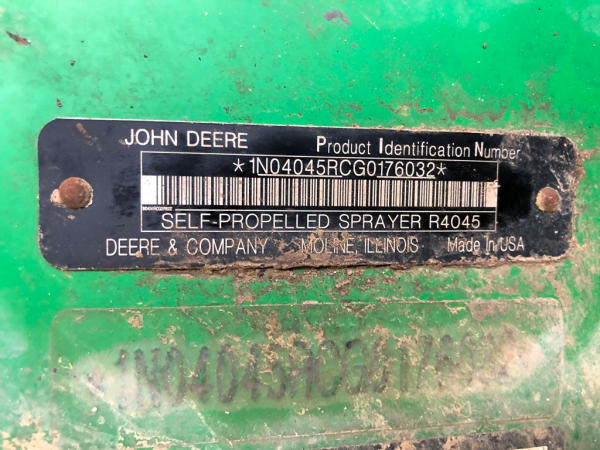 JOHN DEERE Product Identification Number
*1N04045RCG0176032*
SELF-PROPELLED SPRAYER R4045
DEERE & COMPANY MOLINE, ILLINOIS Made In USA